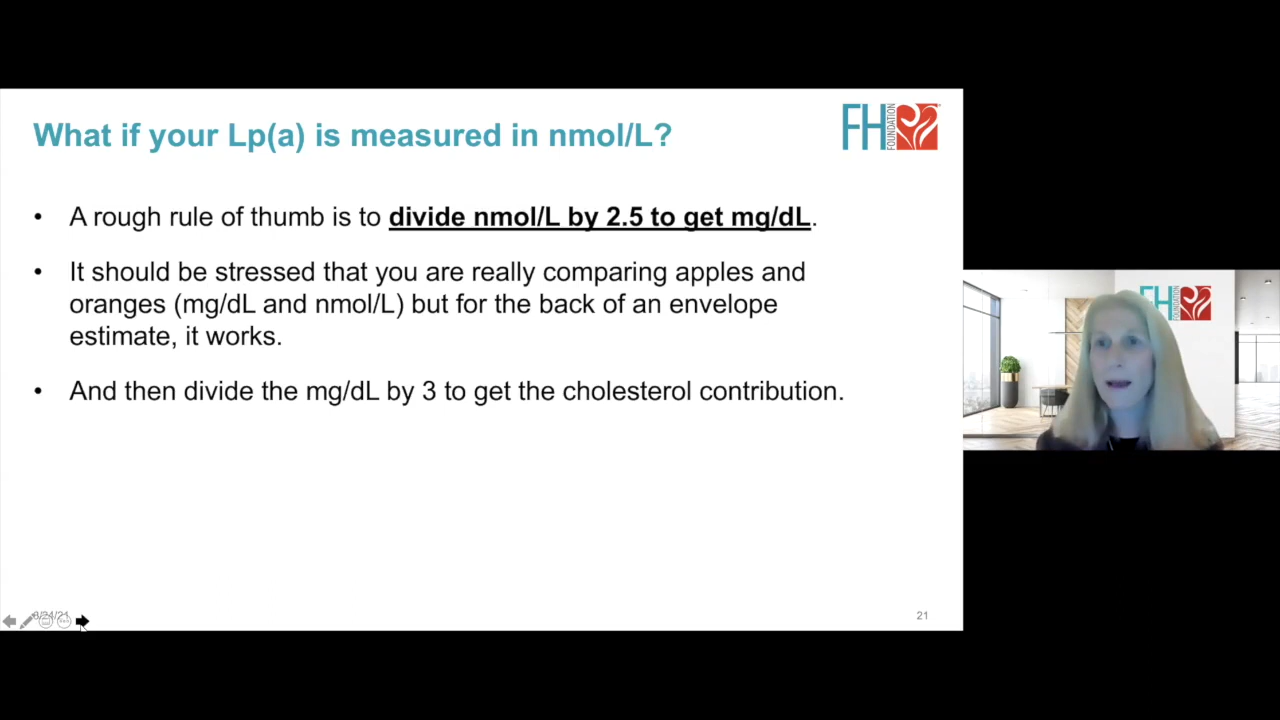 What if your Lp(a) is measured in nmol/L?
FH
FOUNDATION
• A rough rule of thumb is to divide nmol/L by 2.5 to get mg/dL.
• It should be stressed that you are really comparing apples and
oranges (mg/dL and nmol/L) but for the back of an envelope
estimate, it works.
• And then divide the mg/dL by 3 to get the cholesterol contribution.
21
FH
FOUNDATION